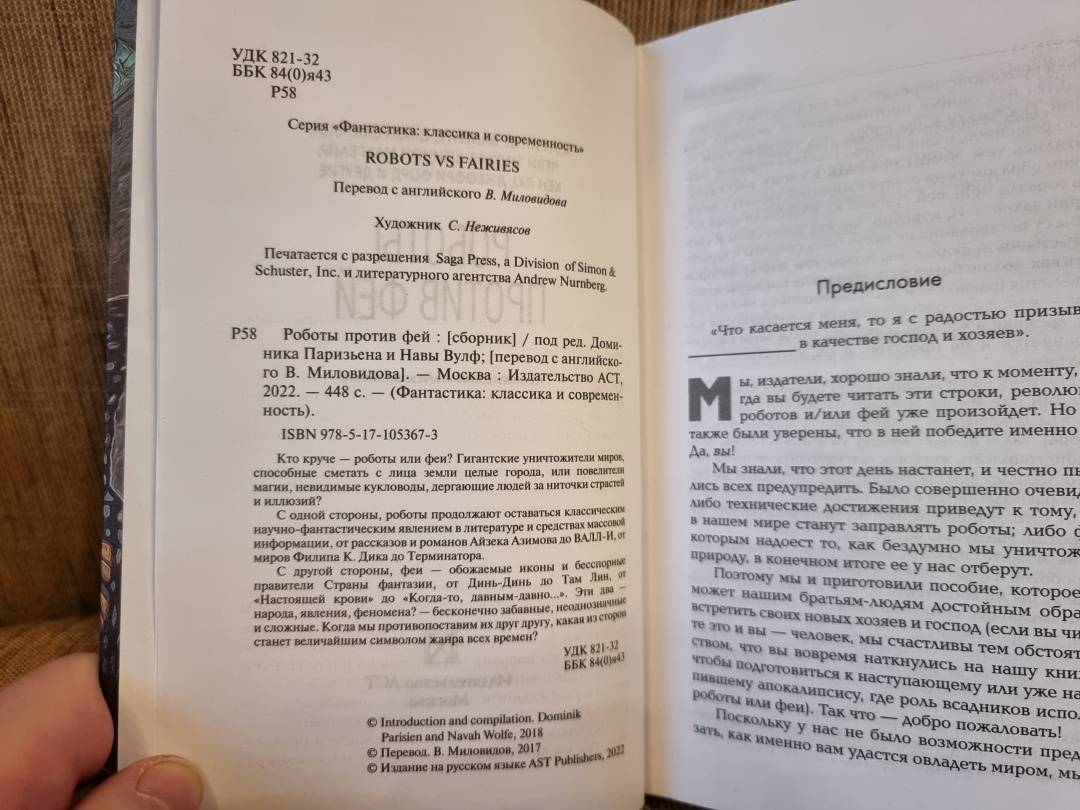 УДК 821-32
ББК 84(0)я43
Р58
Серия «Фантастика: классика и современность»
ROBOTS VS FAIRIES
Перевод с английского В. Миловидова
Художник С. Неживясов
Печатается с разрешения Saga Press, a Division of Simon &
Schuster, Inc. и литературного агентства Andrew Nurnberg.
Р58 Роботы против фей : [сборник] / под ред. Доми-
ника Паризьена и Навы Вулф; [перевод с английско-
го В. Миловидова]. — Москва : Издательство АСТ,
2022. — 448 с. — (Фантастика: классика и современ-
ность).
ISBN 978-5-17-105367-3
Кто круче — роботы или феи? Гигантские уничтожители миров,
способные сметать с лица земли целые города, или повелители
магии, невидимые кукловоды, дергающие людей за ниточки страстей
и иллюзий?
С одной стороны, роботы продолжают оставаться классическим
научно-фантастическим явлением в литературе и средствах массовой
информации, от рассказов и романов Айзека Азимова до ВАЛЛ-И, от
миров Филипа К. Дика до Терминатора.
С другой стороны, феи — обожаемые иконы и бесспорные
правители Страны фантазии, от Динь-Динь до Там Лин, от
«Настоящей крови» до «Когда-то, давным-давно...». Эти два —
народа, явления, феномена? — бесконечно забавные, неоднозначные
и сложные. Когда мы противопоставим их друг другу, какая из сторон
станет величайшим символом жанра всех времен?
УДК 821-32
ББК 84(0)я43
© Introduction and compilation. Dominik
Parisien and Navah Wolfe, 2018
© Перевод. В. Миловидов, 2017
© Издание на русском языке AST Publishers, 2022
Предисловие
«Что касается меня, то я с радостью призыв
____________ в качестве господ и хозяев».
Мы, издатели, хорошо знали, что к моменту,
гда вы будете читать эти строки, революц
роботов и/или фей уже произойдет. Но
также были уверены, что в ней победите именно
Да, вы!
Мы знали, что этот день настанет, и честно пы
лись всех предупредить. Было совершенно очевид
либо технические достижения приведут к тому,
в нашем мире станут заправлять роботы; либо ф
которым надоест то, как бездумно мы уничтож
природу, в конечном итоге ее у нас отберут.
Поэтому мы и приготовили пособие, которое
может нашим братьям-людям достойным обра
встретить своих новых хозяев и господ (если вы чи
те это и вы — человек, мы счастливы тем обстоят
ством, что вы вовремя наткнулись на нашу кни
чтобы подготовиться к наступающему или уже на
пившему апокалипсису, где роль всадников испол
роботы или феи). Так что — добро пожаловать!
Поскольку у нас не было возможности пред
зать, как именно вам удастся овладеть миром, мы